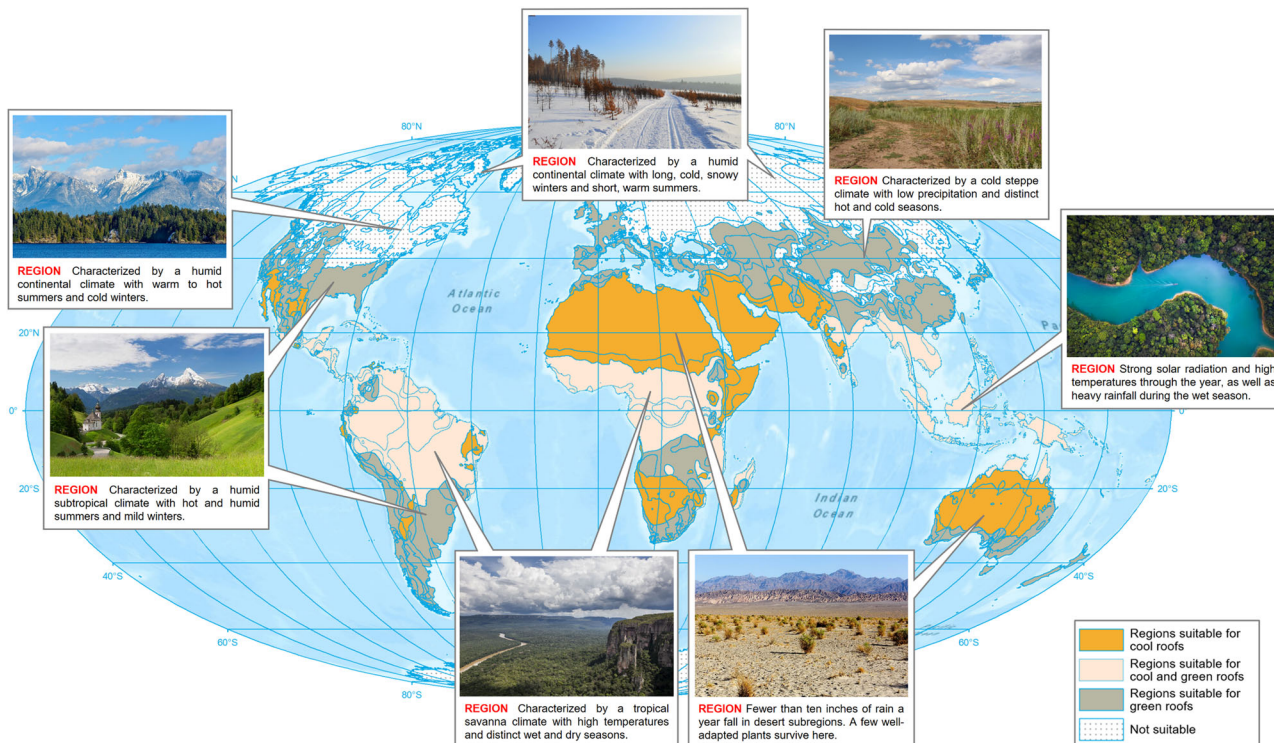 80°N
80°N
REGION Characterized by a humid
continental climate with long, cold, snowy
winters and short, warm summers.
REGION Characterized by a cold steppe
climate with low precipitation and distinct
hot and cold seasons.
REGION Characterized by a humid
continental climate with warm to hot
summers and cold winters.
Atlantic
Ocean
20°N
20°N
REGION Strong solar radiation and high
temperatures through the year, as well as
heavy rainfall during the wet season.
0°
0°
REGION Characterized by a humid
subtropical climate with hot and humid
summers and mild winters.
20°S
20°S
Indian
Ocean
40°S
40°S
60°S
60°S
80°S
80°S
REGION Characterized by a tropical
savanna climate with high temperatures
and distinct wet and dry seasons.
REGION Fewer than ten inches of rain a
year fall in desert subregions. A few well-
adapted plants survive here.
Regions suitable for
cool roofs
Regions suitable for
cool and green roofs
Regions suitable for
green roofs
Not suitable